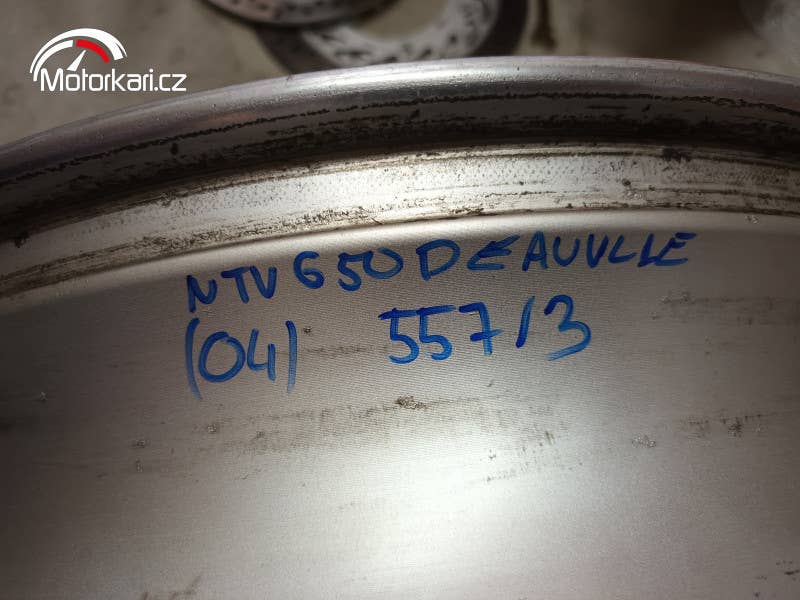 Motorkari.cz
NTV 650 DEAUVLLE
(04) 557/3